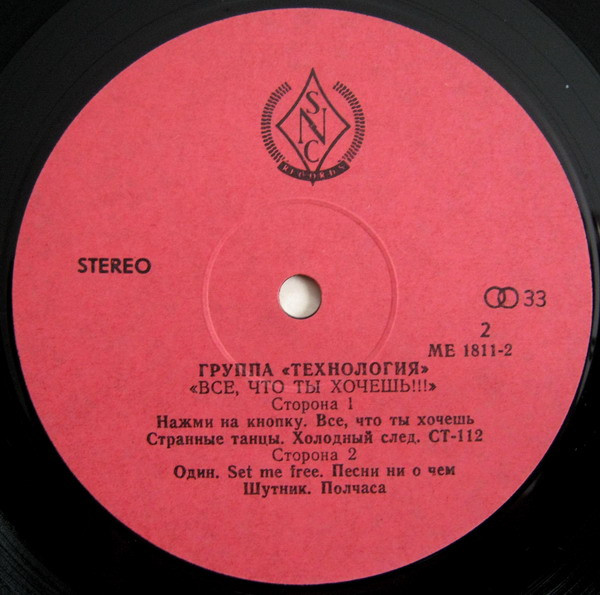 SNC
RECORDS
STEREO
33
2
ME 1811-2
ГРУППА «ТЕХНОЛОГИЯ»
«ВСЕ, ЧТО ТЫ ХОЧЕШЬ!!!»
Сторона 1
Нажми на кнопку. Все, что ты хочешь
Странные танцы. Холодный след. СТ-112
Сторона 2
Один. Set me free. Песни ни о чем
Шутник. Полчаса